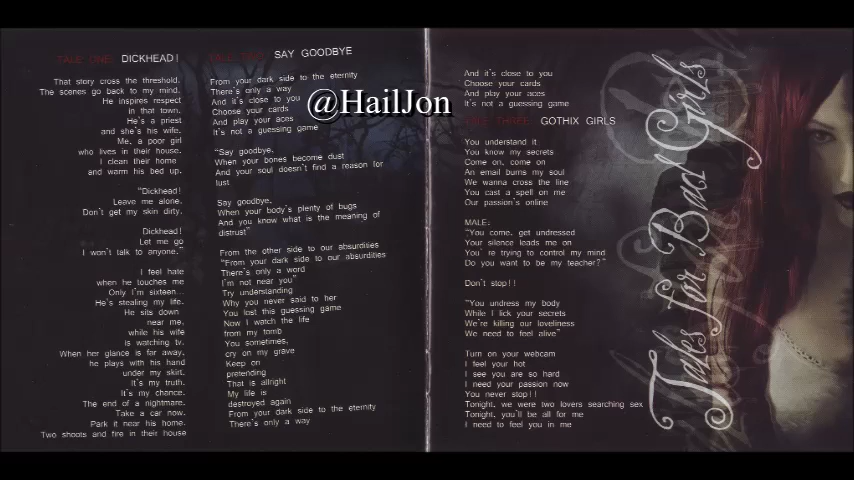 TALE ONE: DICKHEAD!
That story cross the threshold.
The scenes go back to my mind.
He inspires respect
in that town.
He's a priest
and she's his wife.
Me, a poor girl
who lives in their house.
I clean their home
and warm his bed up.
"Dickhead!
Leave me alone.
Don't get my skin dirty.
Dickhead!
Let me go
I won't talk to anyone."
I feel hate
when he touches me
Only I'm sixteen...
He's stealing my life.
He sits down
near me,
while his wife
is watching tv.
When her glance is far away,
he plays with his hand
under my skirt.
It's my truth.
It's my chance.
The end of a nightmare.
Take a car now.
Park it near his home.
Two shoots and fire in their house
TALE TWO: SAY GOODBYE
From your dark side to the eternity
There's only a way
And it's close to you
Choose your cards
And play your aces
It's not a guessing game
"Say goodbye,
When your bones become dust
And your soul doesn't find a reason for
lust
Say goodbye,
When your body's plenty of bugs
And you know what is the meaning of
distrust"
From the other side to our absurdities
"From your dark side to our absurdities
There's only a word
I'm not near you"
Try understanding
Why you never said to her
You lost this guessing game
Now I watch the life
from my tomb
You sometimes,
cry on my grave
Keep on
pretending
That is allright
My life is
destroyed again
From your dark side to the eternity
There's only a way
@HailJon
And it's close to you
Choose your cards
And play your aces
It's not a guessing game
TALE THREE: GOTHIX GIRLS
You understand it
You know my secrets
Come on, come on
An email burns my soul
We wanna cross the line
You cast a spell on me
Our passion's online
MALE:
"You come, get undressed
Your silence leads me on
You're trying to control my mind
Do you want to be my teacher?"
Don't stop!!
"You undress my body
While I lick your secrets
We're killing our loveliness
We need to feel alive"
Turn on your webcam
I feel your hot
I see you are so hard
I need your passion now
You never stop!!
Tonight, we were two lovers searching sex
Tonight, you'll be all for me
I need to feel you in me
Tales for Bad Girls